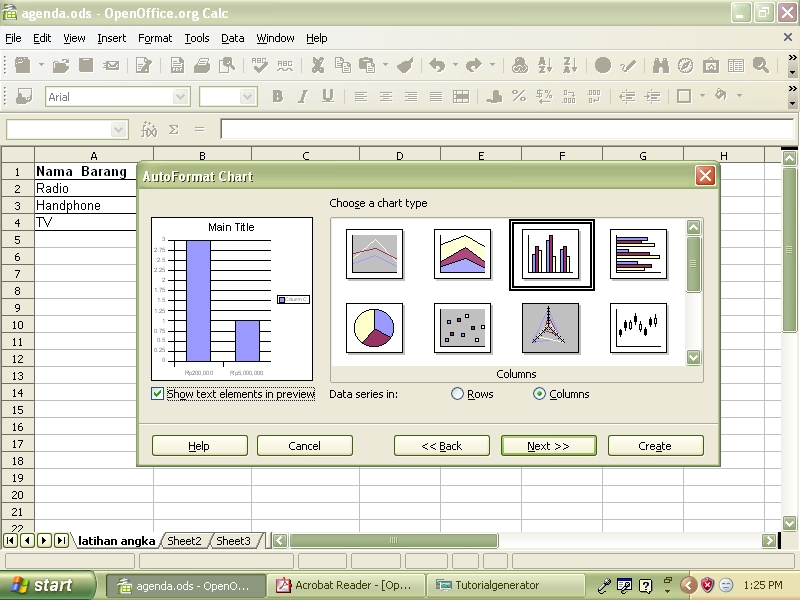 agenda.ods - OpenOffice.org Calc
File Edit View Insert Format Tools Data Window Help
Arial
B I U
A B C D E F G H
1 Nama Barang
2 Radio
3 Handphone
4 TV
5
6
7
8
9
10
11
12
13
14
15
16
17
18
19
20
21
22
AutoFormat Chart
Choose a chart type
Main Title
3
2.75
2.5
2.25
2
1.75
1.5
1.25
1
0.75
0.5
0.25
0
Column C
Rp200,000 Rp5,000,000
Columns
Show text elements in preview
Data series in: Rows Columns
Help Cancel << Back Next >> Create
latihan angka Sheet2 Sheet3
start agenda.ods - OpenO... Acrobat Reader - [Op... Tutorialgenerator 1:25 PM